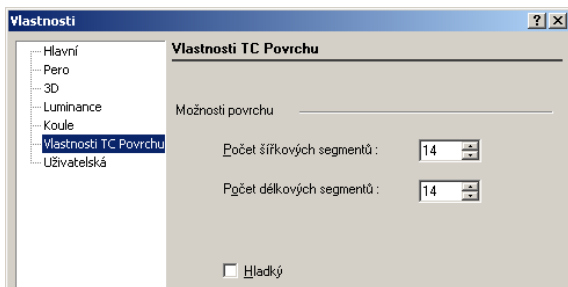 Vlastnosti
Hlavní
Pero
3D
Luminance
Koule
Vlastnosti TC Povrchu
Uživatelská
Vlastnosti TC Povrchu
Možnosti povrchu
Počet šířkových segmentů : 14
Počet délkových segmentů : 14
Hladký